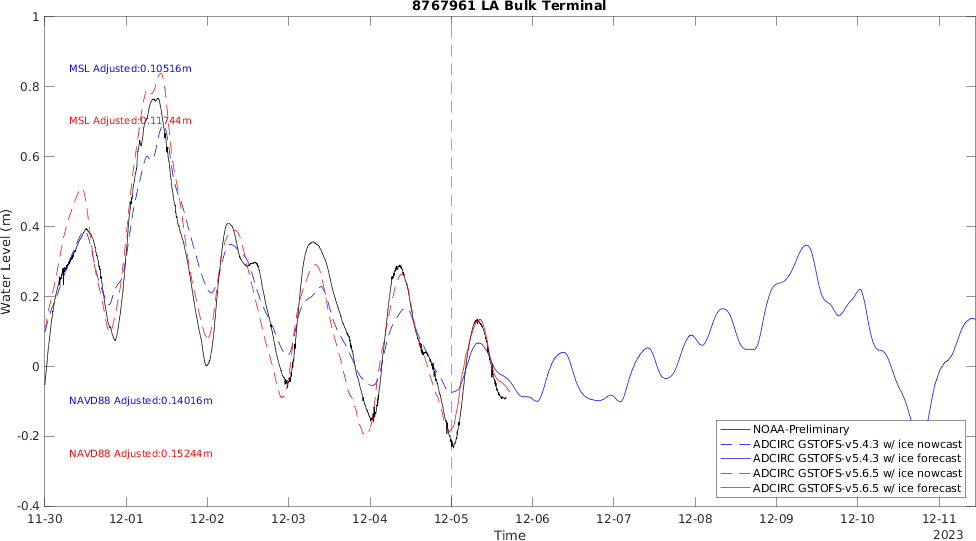 8767961 LA Bulk Terminal
1
0.8
0.6
0.4
0.2
0
-0.2
-0.4
Water Level (m)
MSL Adjusted:0.10516m
MSL Adjusted:0.11744m
NAVD88 Adjusted:0.14016m
NAVD88 Adjusted:0.15244m
NOAA-Preliminary
ADCIRC GSTOFS-v5.4.3 w/ ice nowcast
ADCIRC GSTOFS-v5.4.3 w/ ice forecast
ADCIRC GSTOFS-v5.6.5 w/ ice nowcast
ADCIRC GSTOFS-v5.6.5 w/ ice forecast
11-30 12-01 12-02 12-03 12-04 12-05 12-06 12-07 12-08 12-09 12-10 12-11
Time
2023